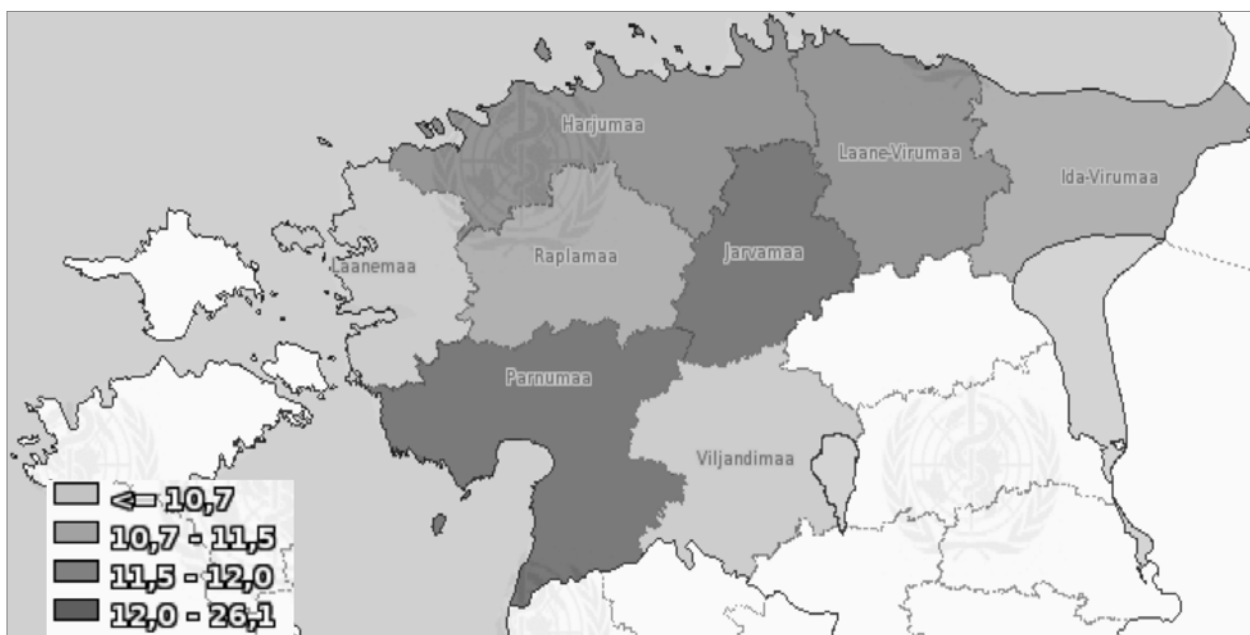 Harjumaa
Laane-Virumaa
Ida-Virumaa
Laanemaa
Raplamaa
Jarvamaa
Parnumaa
Viljandimaa
<= 10,7
10,7 - 11,5
11,5 - 12,0
12,0 - 26,1